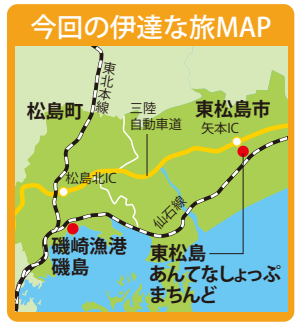 今回の伊達な旅MAP
東北本線
松島町
三陸
自動車道
東松島市
矢本IC
松島北IC
仙石線
磯崎漁港
磯島
東松島
あんてなしょっぷ
まちんど